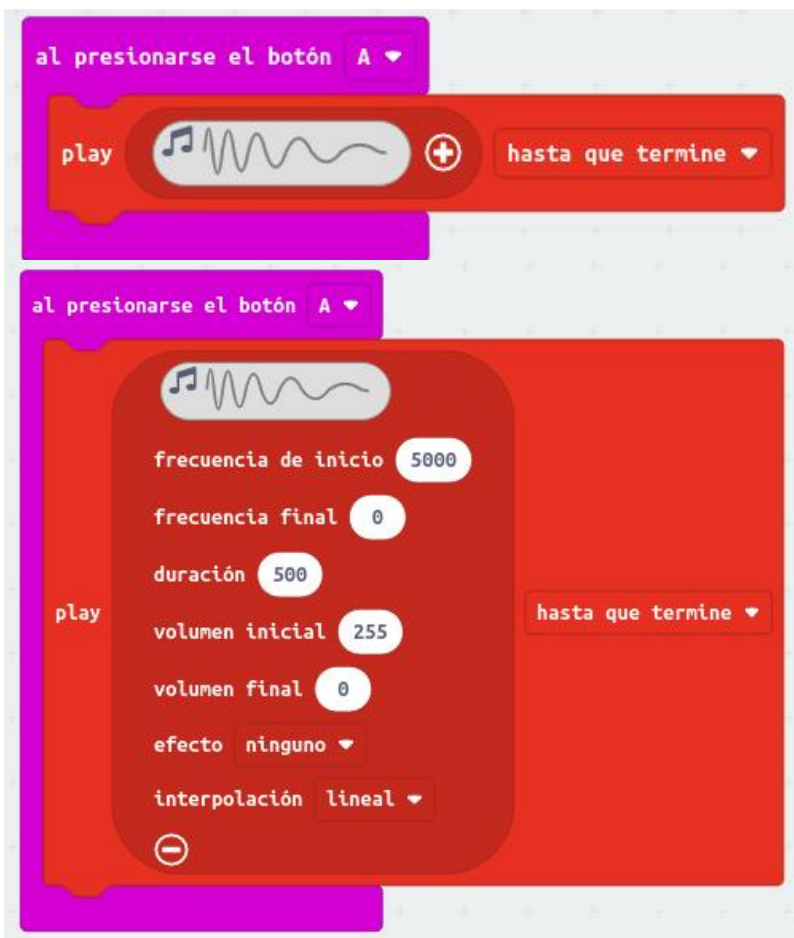 al presionarse el botón A
play hasta que termine
al presionarse el botón A
frecuencia de inicio 5000
frecuencia final 0
duración 500
play hasta que termine
volumen inicial 255
volumen final 0
efecto ninguno
interpolación lineal